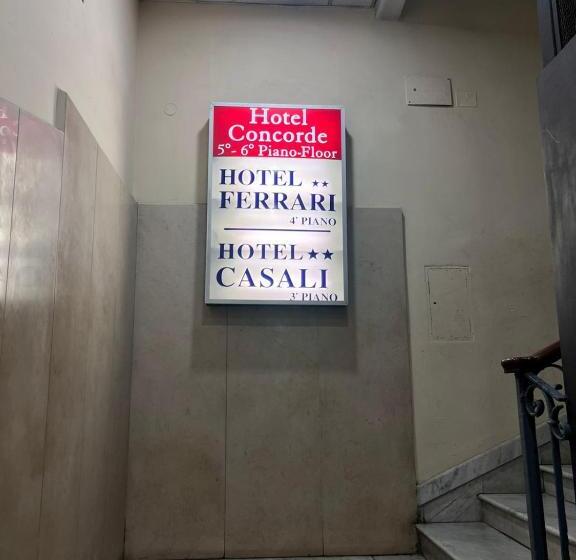 Hotel
Concorde
5°- 6° Piano-Floor
HOTEL ★★
FERRARI
4° PIANO
HOTEL★★
CASALI
3° PIANO